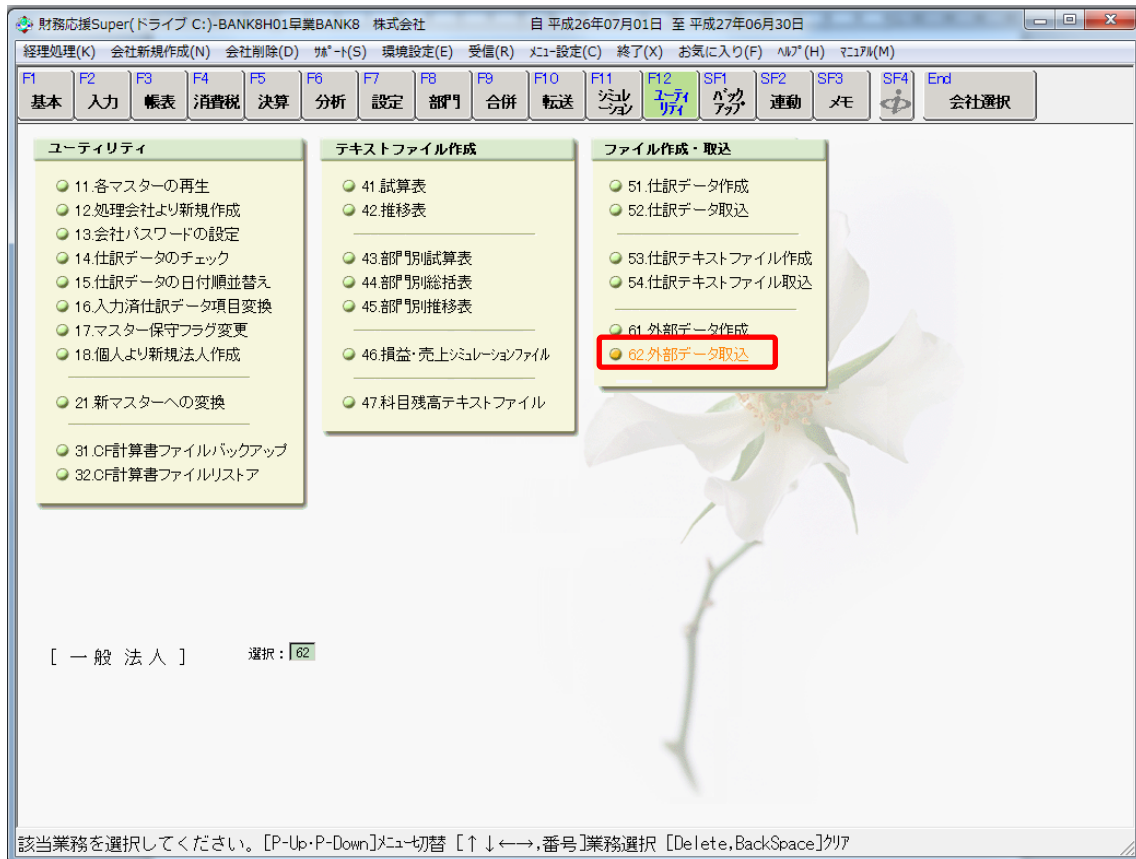 財務応援Super(ドライブ C:)-BANK8H01早業BANK8 株式会社 自 平成26年07月01日 至 平成27年06月30日
経理処理(K) 会社新規作成(N) 会社削除(D) ｻﾎﾟｰﾄ(S) 環境設定(E) 受信(R) ﾒﾆｭｰ設定(C) 終了(X) お気に入り(F) ﾍﾙﾌﾟ(H) ﾏﾆｭｱﾙ(M)
F1 F2 F3 F4 F5 F6 F7 F8 F9 F10 F11 F12 SF1 SF2 SF3 SF4 End
基本 入力 帳表 消費税 決算 分析 設定 部門 合併 転送 ｼﾐｭﾚｰｼｮﾝ ﾕｰﾃｨﾘﾃｨ ﾊﾞｯｸｱｯﾌﾟ 連動 メモ 会社選択
ユーティリティ
11.各マスターの再生
12.処理会社より新規作成
13.会社パスワードの設定
14.仕訳データのチェック
15.仕訳データの日付順並替え
16.入力済仕訳データ項目変換
17.マスター保守フラグ変更
18.個人より新規法人作成
21.新マスターへの変換
31.CF計算書ファイルバックアップ
32.CF計算書ファイルリストア
テキストファイル作成
41.試算表
42.推移表
43.部門別試算表
44.部門別総括表
45.部門別推移表
46.損益･売上ｼﾐｭﾚｰｼｮﾝﾌｧｲﾙ
47.科目残高テキストファイル
ファイル作成・取込
51.仕訳データ作成
52.仕訳データ取込
53.仕訳テキストファイル作成
54.仕訳テキストファイル取込
61.外部データ作成
62.外部データ取込
[ 一般 法人 ] 選択： 62
該当業務を選択してください。[P-Up･P-Down]ﾒﾆｭｰ切替 [↑↓←→,番号]業務選択 [Delete,BackSpace]ｸﾘｱ